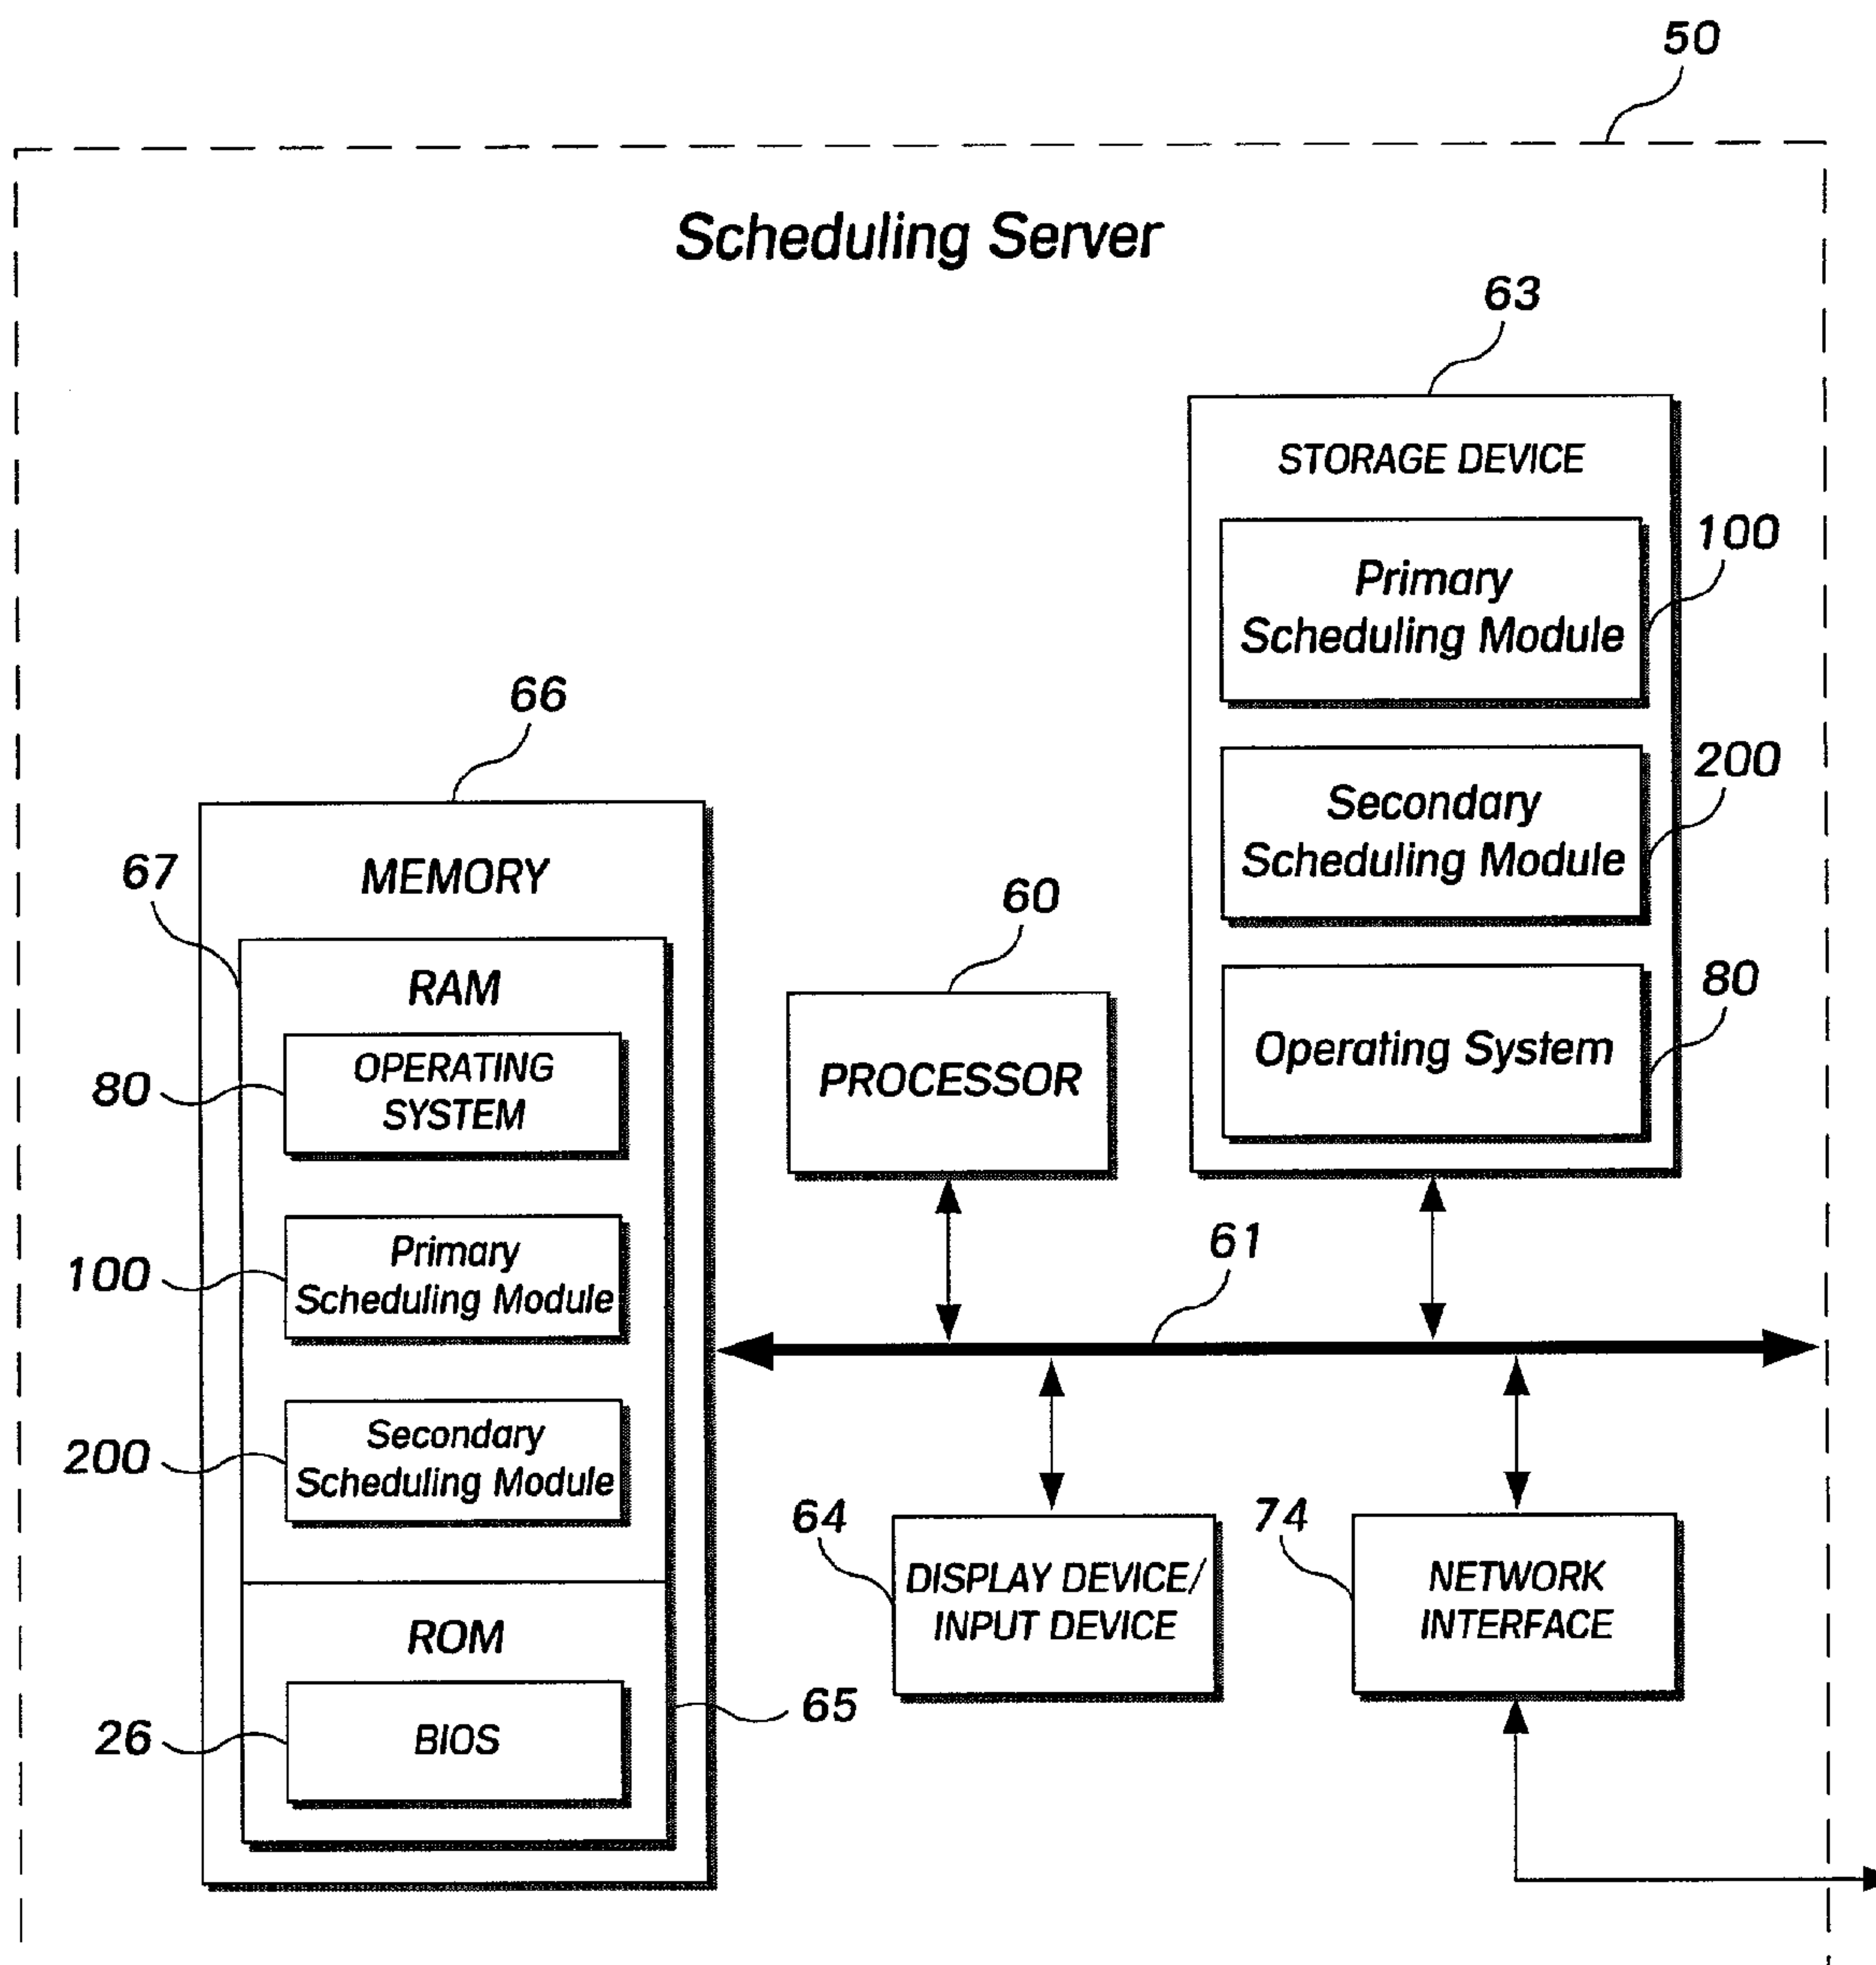 50
Scheduling Server
63
STORAGE DEVICE
100
Primary
Scheduling Module
200
Secondary
Scheduling Module
80
Operating System
66
MEMORY
67
RAM
80
OPERATING
SYSTEM
100
Primary
Scheduling Module
200
Secondary
Scheduling Module
ROM
65
26
BIOS
60
PROCESSOR
61
64
DISPLAY DEVICE/
INPUT DEVICE
74
NETWORK
INTERFACE